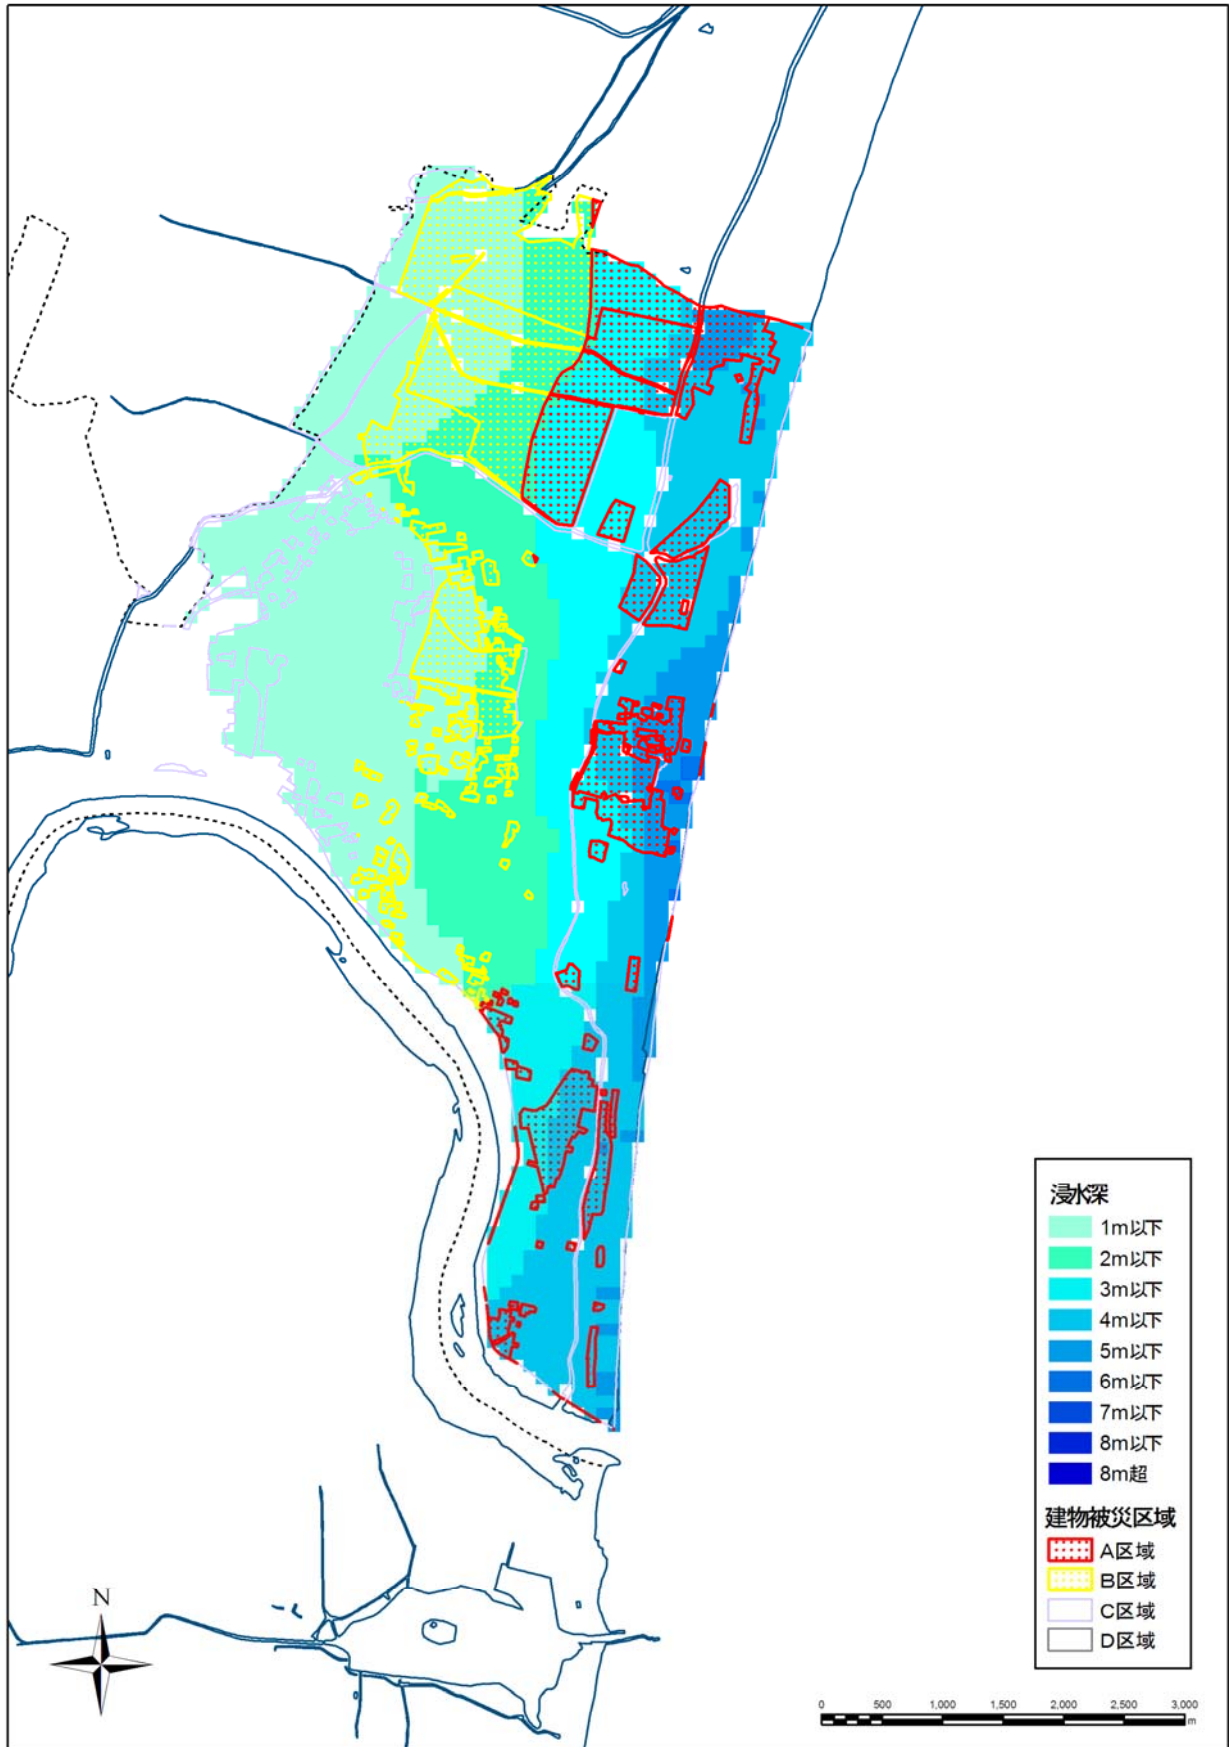 浸水深
1m以下
2m以下
3m以下
4m以下
5m以下
6m以下
7m以下
8m以下
8m超
建物被災区域
A区域
B区域
C区域
D区域
N
0 500 1,000 1,500 2,000 2,500 3,000
m